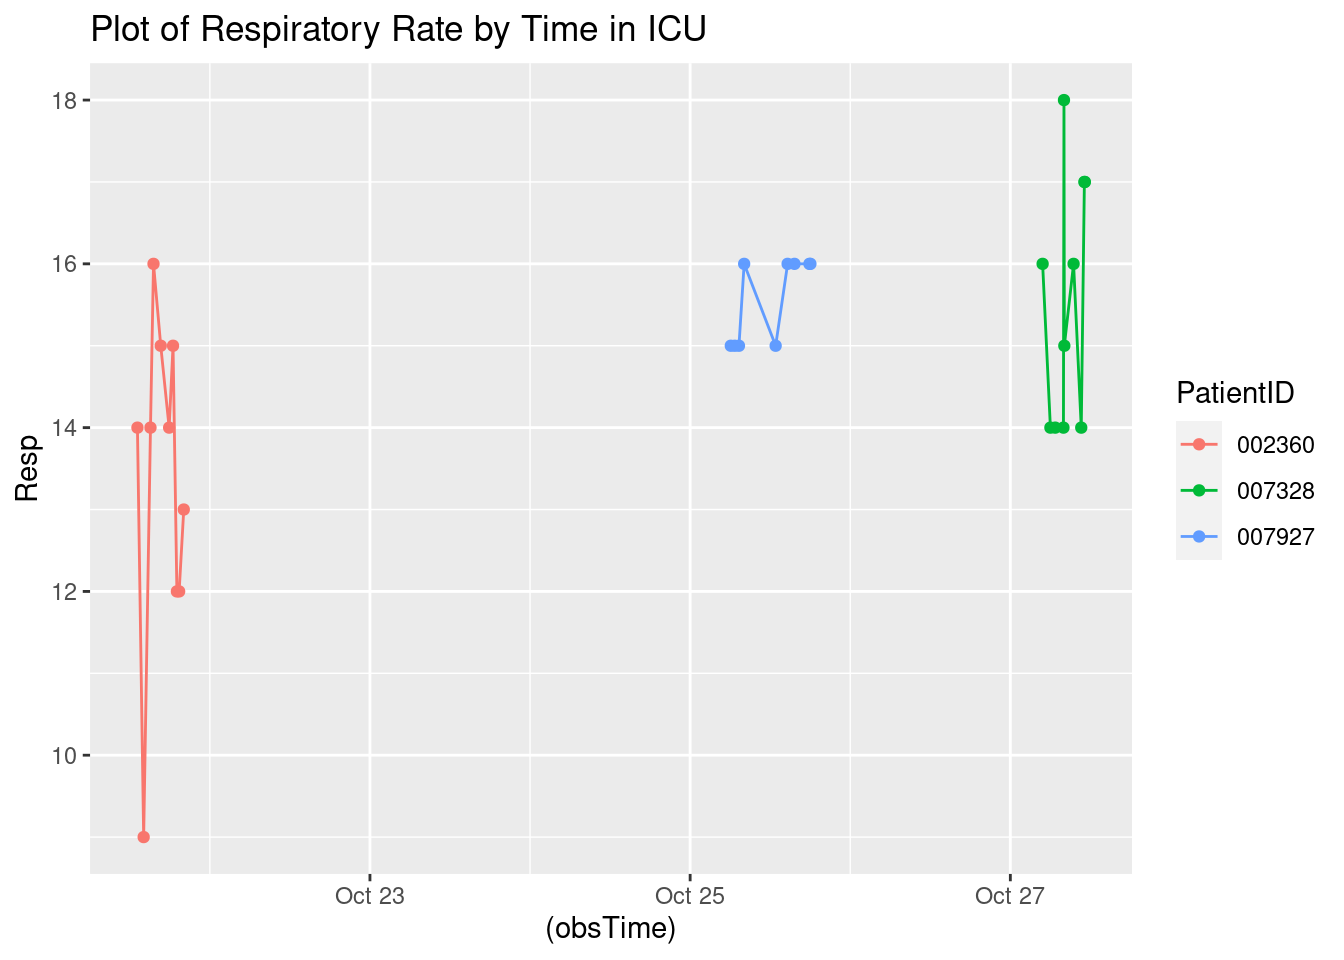 Plot of Respiratory Rate by Time in ICU
18
16
14
12
10
Resp
Oct 23
Oct 25
Oct 27
(obsTime)
PatientID
002360
007328
007927